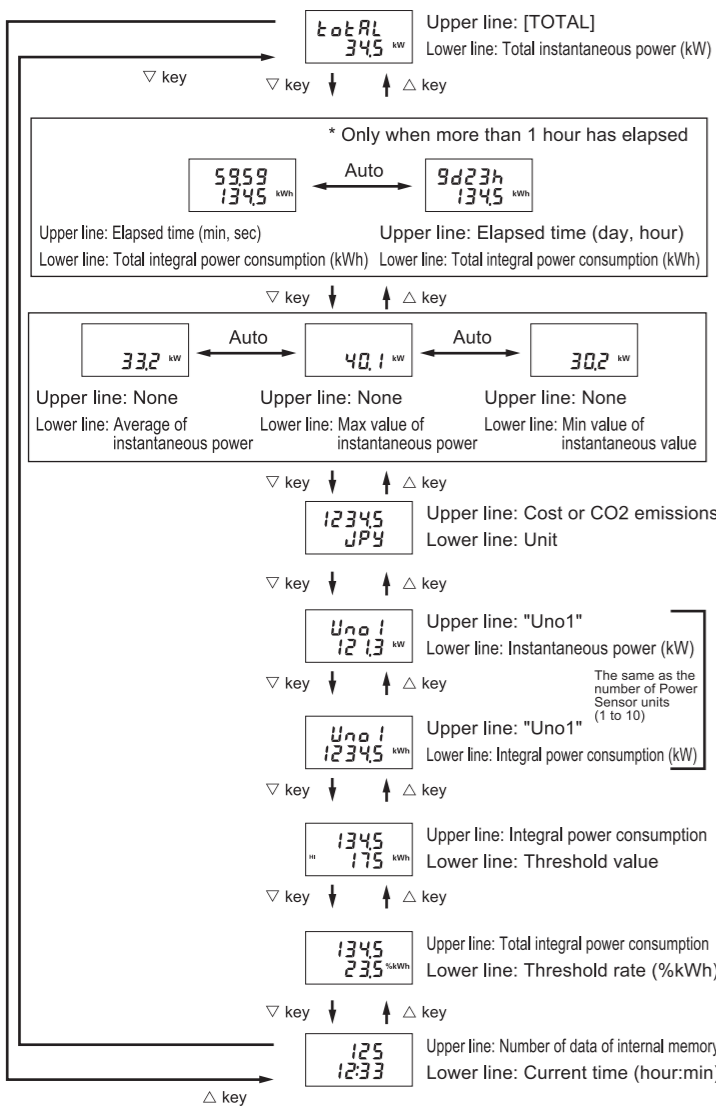 totAL
34.5 kW
Upper line: [TOTAL]
Lower line: Total instantaneous power (kW)
▽ key
▽ key
△ key
* Only when more than 1 hour has elapsed
59.59
134.5 kWh
Auto
9d23h
134.5 kWh
Upper line: Elapsed time (min, sec)
Lower line: Total integral power consumption (kWh)
Upper line: Elapsed time (day, hour)
Lower line: Total integral power consumption (kWh)
▽ key
△ key
33.2 kW
Auto
40.1 kW
Auto
30.2 kW
Upper line: None
Lower line: Average of
instantaneous power
Upper line: None
Lower line: Max value of
instantaneous power
Upper line: None
Lower line: Min value of
instantaneous value
▽ key
△ key
1234.5
JPY
Upper line: Cost or CO2 emissions
Lower line: Unit
▽ key
△ key
Uno1
121.3 kW
Upper line: "Uno1"
Lower line: Instantaneous power (kW)
▽ key
△ key
The same as the
number of Power
Sensor units
(1 to 10)
Uno1
1234.5 kWh
Upper line: "Uno1"
Lower line: Integral power consumption (kW)
▽ key
△ key
134.5
HI 175 kWh
Upper line: Integral power consumption
Lower line: Threshold value
▽ key
△ key
134.5
23.5 %kWh
Upper line: Total integral power consumption
Lower line: Threshold rate (%kWh)
▽ key
△ key
125
12:33
Upper line: Number of data of internal memory
Lower line: Current time (hour:min)
△ key